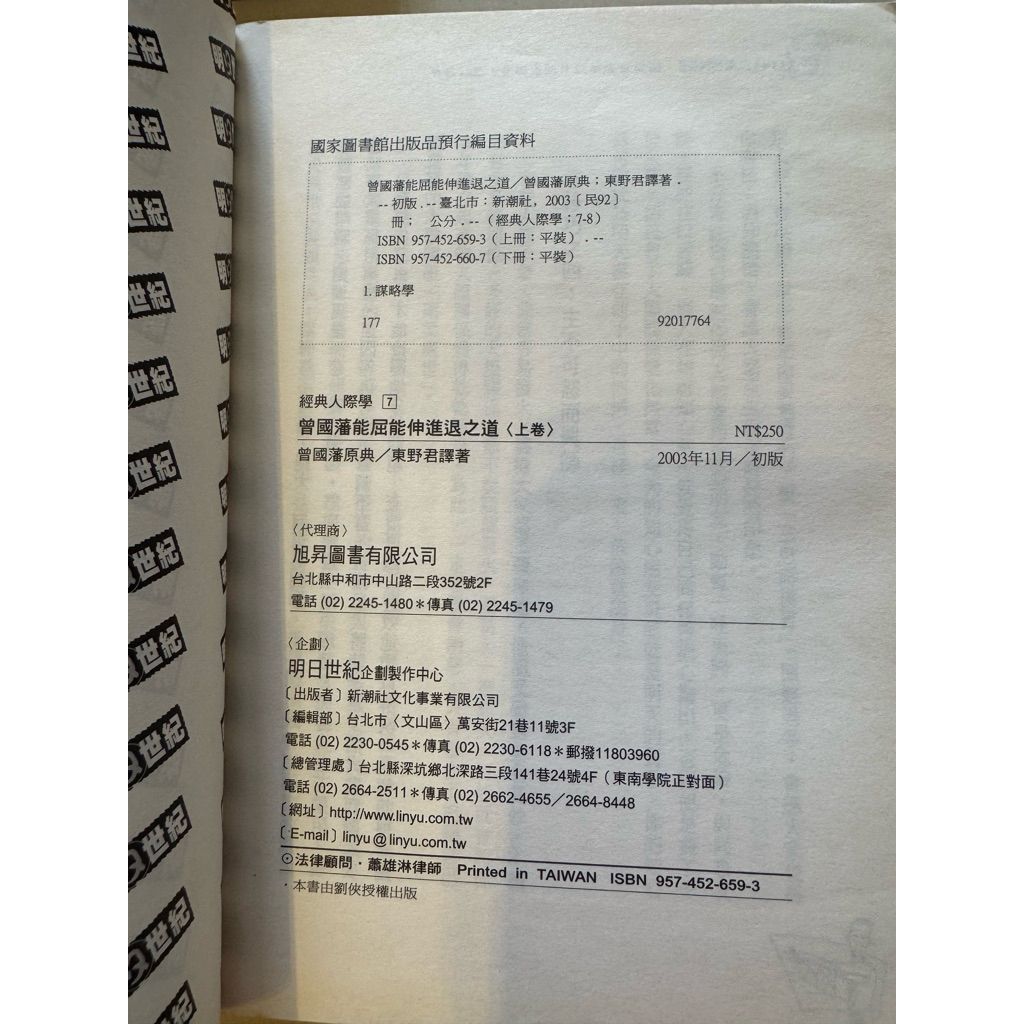 國家圖書館出版品預行編目資料
曾國藩能屈能伸進退之道／曾國藩原典；東野君譯著．
-- 初版．-- 臺北市：新潮社，2003〔民92〕
冊；　公分．--（經典人際學；7-8）
ISBN 957-452-659-3（上冊：平裝）．--
ISBN 957-452-660-7（下冊：平裝）
1. 謀略學
177　92017764
經典人際學 7
曾國藩能屈能伸進退之道〈上卷〉　NT$250
曾國藩原典／東野君譯著　2003年11月／初版
〈代理商〉
旭昇圖書有限公司
台北縣中和市中山路二段352號2F
電話 (02) 2245-1480＊傳真 (02) 2245-1479
〈企劃〉
明日世紀企劃製作中心
〔出版者〕新潮社文化事業有限公司
〔編輯部〕台北市〈文山區〉萬安街21巷11號3F
電話 (02) 2230-0545＊傳真 (02) 2230-6118＊郵撥11803960
〔總管理處〕台北縣深坑鄉北深路三段141巷24號4F（東南學院正對面）
電話 (02) 2664-2511＊傳真 (02) 2662-4655／2664-8448
〔網址〕http://www.linyu.com.tw
〔E-mail〕linyu@linyu.com.tw
⊙法律顧問・蕭雄淋律師　Printed in TAIWAN　ISBN 957-452-659-3
・本書由劉俠授權出版